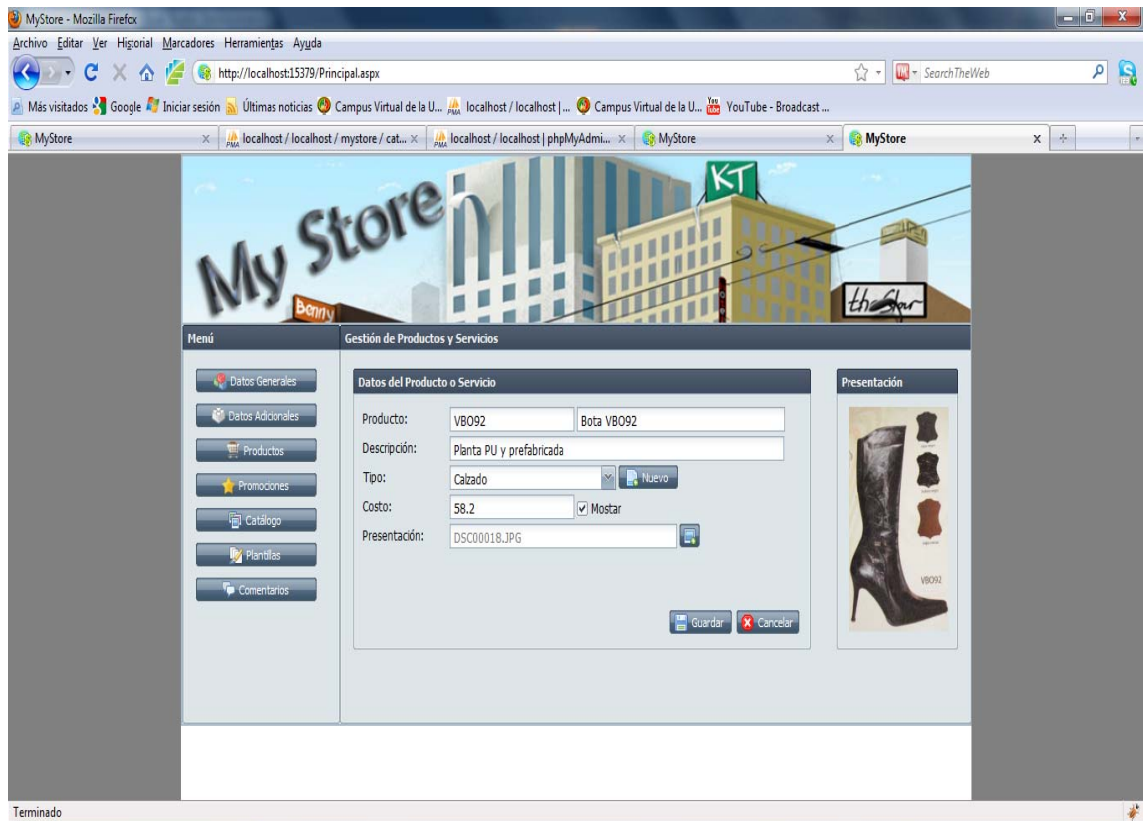 MyStore - Mozilla Firefox
Archivo Editar Ver Historial Marcadores Herramientas Ayuda
http://localhost:15379/Principal.aspx
SearchTheWeb
Más visitados Google Iniciar sesión Últimas noticias Campus Virtual de la U... localhost / localhost |... Campus Virtual de la U... YouTube - Broadcast ...
MyStore localhost / localhost / mystore / cat... localhost / localhost | phpMyAdmi... MyStore MyStore
My Store
KT
Benny
the Star
Menú
Gestión de Productos y Servicios
Datos Generales
Datos Adicionales
Productos
Promociones
Catálogo
Plantillas
Comentarios
Datos del Producto o Servicio
Producto: VBO92 Bota VBO92
Descripción: Planta PU y prefabricada
Tipo: Calzado Nuevo
Costo: 58.2 Mostar
Presentación: DSC00018.JPG
Guardar Cancelar
Presentación
VBO92
Terminado